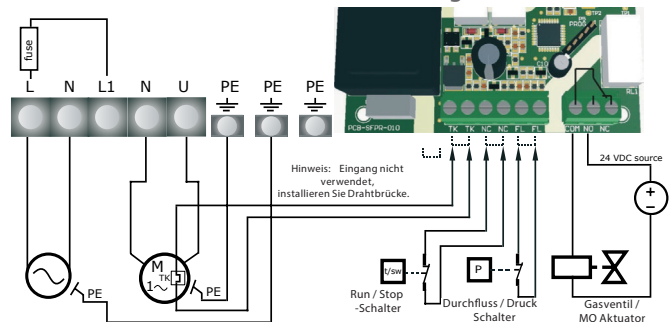 fuse
L N L1 N U PE PE PE
PCB-SFPR-010
TP2
PROG
RL1
TK TK NC NC FL FL
COM NO NC
Hinweis: Eingang nicht
verwendet,
installieren Sie Drahtbrücke.
24 VDC source
M
TK
1~
PE
PE
t/sw
P
+
−
Run / Stop
-Schalter
Durchfluss / Druck
Schalter
Gasventil /
MO Aktuator